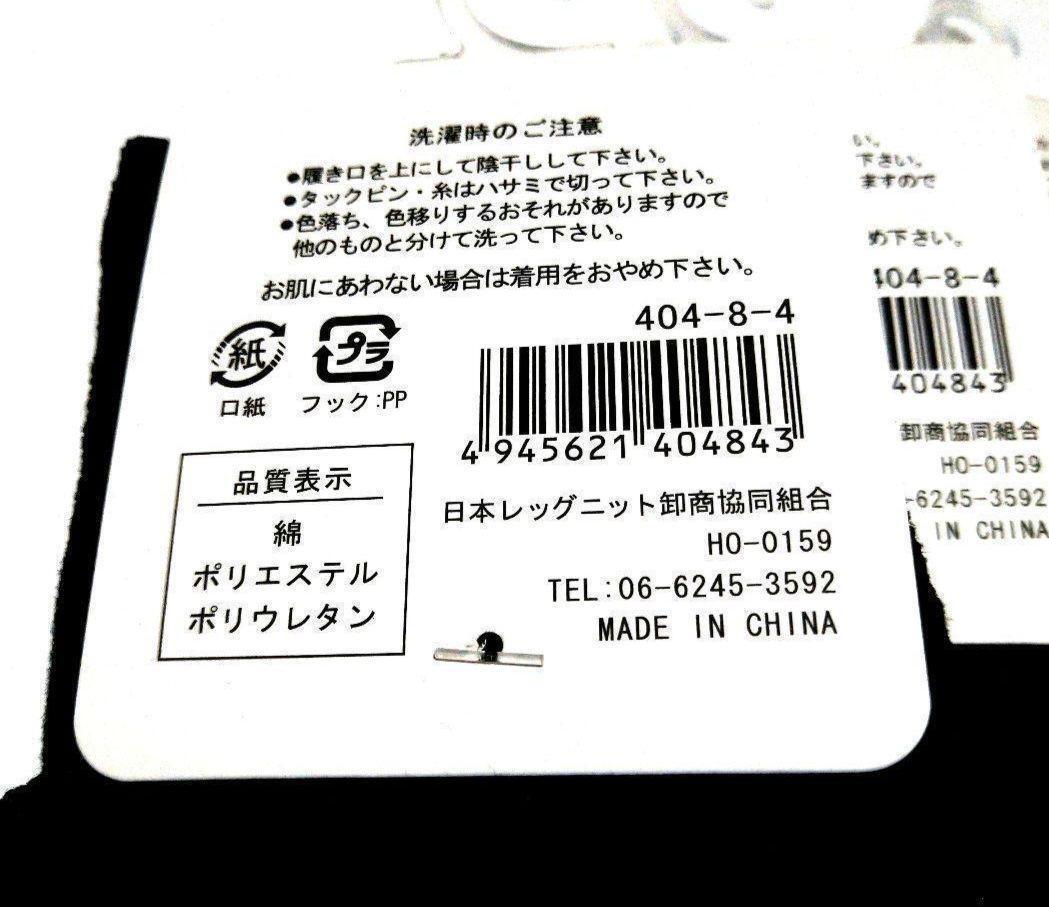 洗濯時のご注意
●履き口を上にして陰干しして下さい。
●タックピン・糸はハサミで切って下さい。
●色落ち、色移りするおそれがありますので
他のものと分けて洗って下さい。
お肌にあわない場合は着用をおやめ下さい。
404-8-4
紙
プラ
口紙
フック:PP
4 945621 404843
品質表示
綿
ポリエステル
ポリウレタン
日本レッグニット卸商協同組合
HO-0159
TEL:06-6245-3592
MADE IN CHINA
い。
下さい。
ますので
め下さい。
404-8-4
404843
卸商協同組合
HO-0159
-6245-3592
IN CHINA